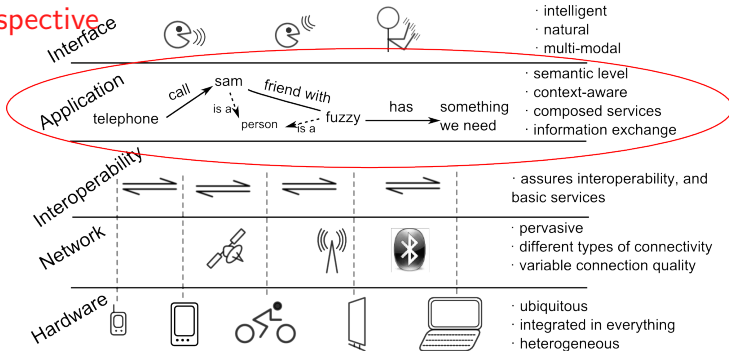 spective
Interface
· intelligent
· natural
· multi-modal
Application
telephone
call
sam
is a
person
friend with
is a
fuzzy
has
something
we need
· semantic level
· context-aware
· composed services
· information exchange
Interoperability
· assures interoperability, and
basic services
Network
· pervasive
· different types of connectivity
· variable connection quality
Hardware
· ubiquitous
· integrated in everything
· heterogeneous